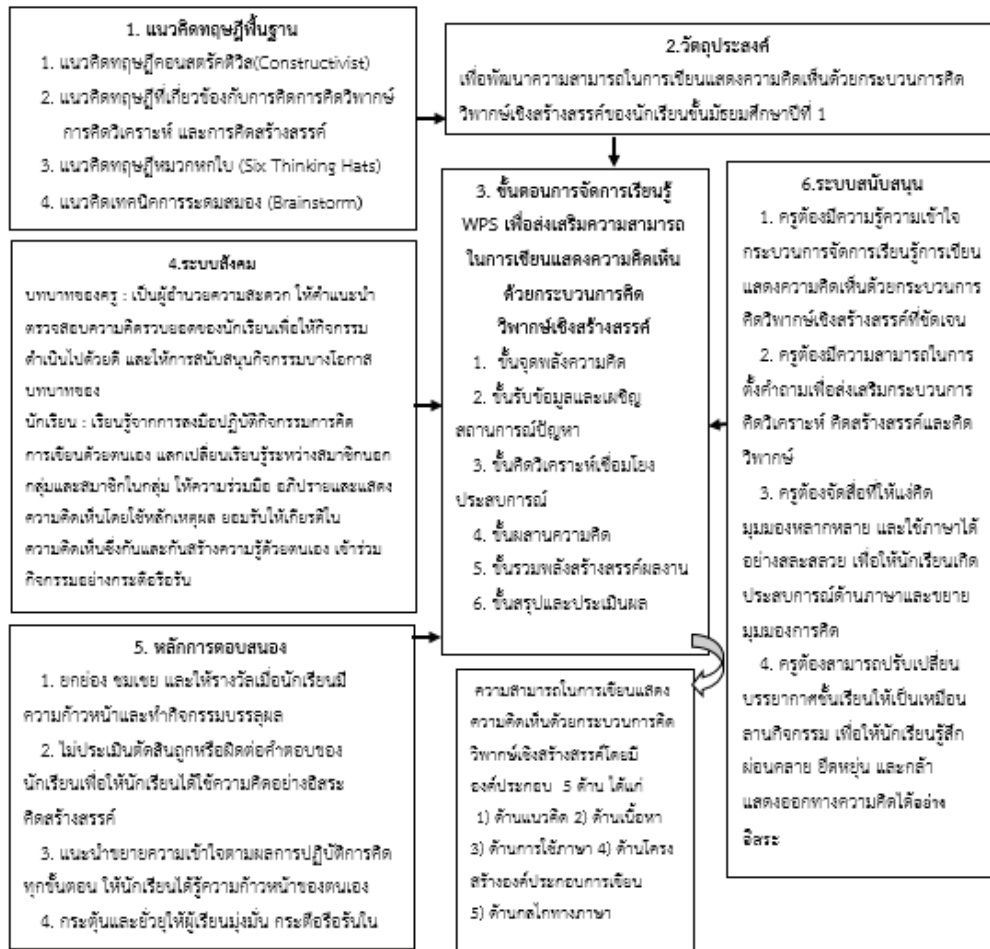 1. แนวคิดทฤษฎีพื้นฐาน
1. แนวคิดทฤษฎีคอนสตรัคติวิส(Constructivist)
2. แนวคิดทฤษฎีที่เกี่ยวข้องกับการคิดการคิดวิพากษ์
การคิดวิเคราะห์ และการคิดสร้างสรรค์
3. แนวคิดทฤษฎีหมวกหกใบ (Six Thinking Hats)
4. แนวคิดเทคนิคการระดมสมอง (Brainstorm)
2.วัตถุประสงค์
เพื่อพัฒนาความสามารถในการเขียนแสดงความคิดเห็นด้วยกระบวนการคิด
วิพากษ์เชิงสร้างสรรค์ของนักเรียนชั้นมัธยมศึกษาปีที่ 1
3. ขั้นตอนการจัดการเรียนรู้
WPS เพื่อส่งเสริมความสามารถ
ในการเขียนแสดงความคิดเห็น
ด้วยกระบวนการคิด
วิพากษ์เชิงสร้างสรรค์
1. ขั้นจุดพลังความคิด
2. ขั้นรับข้อมูลและเผชิญ
สถานการณ์ปัญหา
3. ขั้นคิดวิเคราะห์เชื่อมโยง
ประสบการณ์
4. ขั้นผสานความคิด
5. ขั้นรวมพลังสร้างสรรค์ผลงาน
6. ขั้นสรุปและประเมินผล
4.ระบบสังคม
บทบาทของครู : เป็นผู้อำนวยความสะดวก ให้คำแนะนำ
ตรวจสอบความคิดรวบยอดของนักเรียนเพื่อให้กิจกรรม
ดำเนินไปด้วยดี และให้การสนับสนุนกิจกรรมบางโอกาส
บทบาทของ
นักเรียน : เรียนรู้จากการลงมือปฏิบัติกิจกรรมการคิด
การเขียนด้วยตนเอง แลกเปลี่ยนเรียนรู้ระหว่างสมาชิกนอก
กลุ่มและสมาชิกในกลุ่ม ให้ความร่วมมือ อภิปรายและแสดง
ความคิดเห็นโดยใช้หลักเหตุผล ยอมรับให้เกียรติใน
ความคิดเห็นซึ่งกันและกันสร้างความรู้ด้วยตนเอง เข้าร่วม
กิจกรรมอย่างกระตือรือรัน
5. หลักการตอบสนอง
1. ยกย่อง ชมเชย และให้รางวัลเมื่อนักเรียนมี
ความก้าวหน้าและทำกิจกรรมบรรลุผล
2. ไม่ประเมินตัดสินถูกหรือผิดต่อคำตอบของ
นักเรียนเพื่อให้นักเรียนได้ใช้ความคิดอย่างอิสระ
คิดสร้างสรรค์
3. แนะนำขยายความเข้าใจตามผลการปฏิบัติการคิด
ทุกขั้นตอน ให้นักเรียนได้รู้ความก้าวหน้าของตนเอง
4. กระตุ้นและยั่วยุให้ผู้เรียนมุ่งมั่น กระตือรือรันใน
6.ระบบสนับสนุน
1. ครูต้องมีความรู้ความเข้าใจ
กระบวนการจัดการเรียนรู้การเขียน
แสดงความคิดเห็นด้วยกระบวนการ
คิดวิพากษ์เชิงสร้างสรรค์ที่ชัดเจน
2. ครูต้องมีความสามารถในการ
ตั้งคำถามเพื่อส่งเสริมกระบวนการ
คิดวิเคราะห์ คิดสร้างสรรค์และคิด
วิพากษ์
3. ครูต้องจัดสื่อที่ให้แง่คิด
มุมมองหลากหลาย และใช้ภาษาได้
อย่างสละสลวย เพื่อให้นักเรียนเกิด
ประสบการณ์ด้านภาษาและขยาย
มุมมองการคิด
4. ครูต้องสามารถปรับเปลี่ยน
บรรยากาศชั้นเรียนให้เป็นเหมือน
ลานกิจกรรม เพื่อให้นักเรียนรู้สึก
ผ่อนคลาย ยืดหยุ่น และกล้า
แสดงออกทางความคิดได้อย่าง
อิสระ
ความสามารถในการเขียนแสดง
ความคิดเห็นด้วยกระบวนการคิด
วิพากษ์เชิงสร้างสรรค์โดยมี
องค์ประกอบ 5 ด้าน ได้แก่
1) ด้านแนวคิด 2) ด้านเนื้อหา
3) ด้านการใช้ภาษา 4) ด้านโครง
สร้างองค์ประกอบการเขียน
5) ด้านกลไกทางภาษา